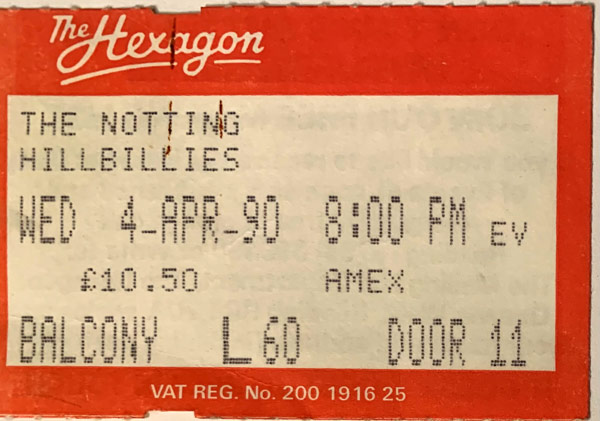 The Hexagon
THE NOTTING
HILLBILLIES
WED 4-APR-90 8:00 PM EV
£10.50 AMEX
BALCONY L 60 DOOR 11
VAT REG. No. 200 1916 25